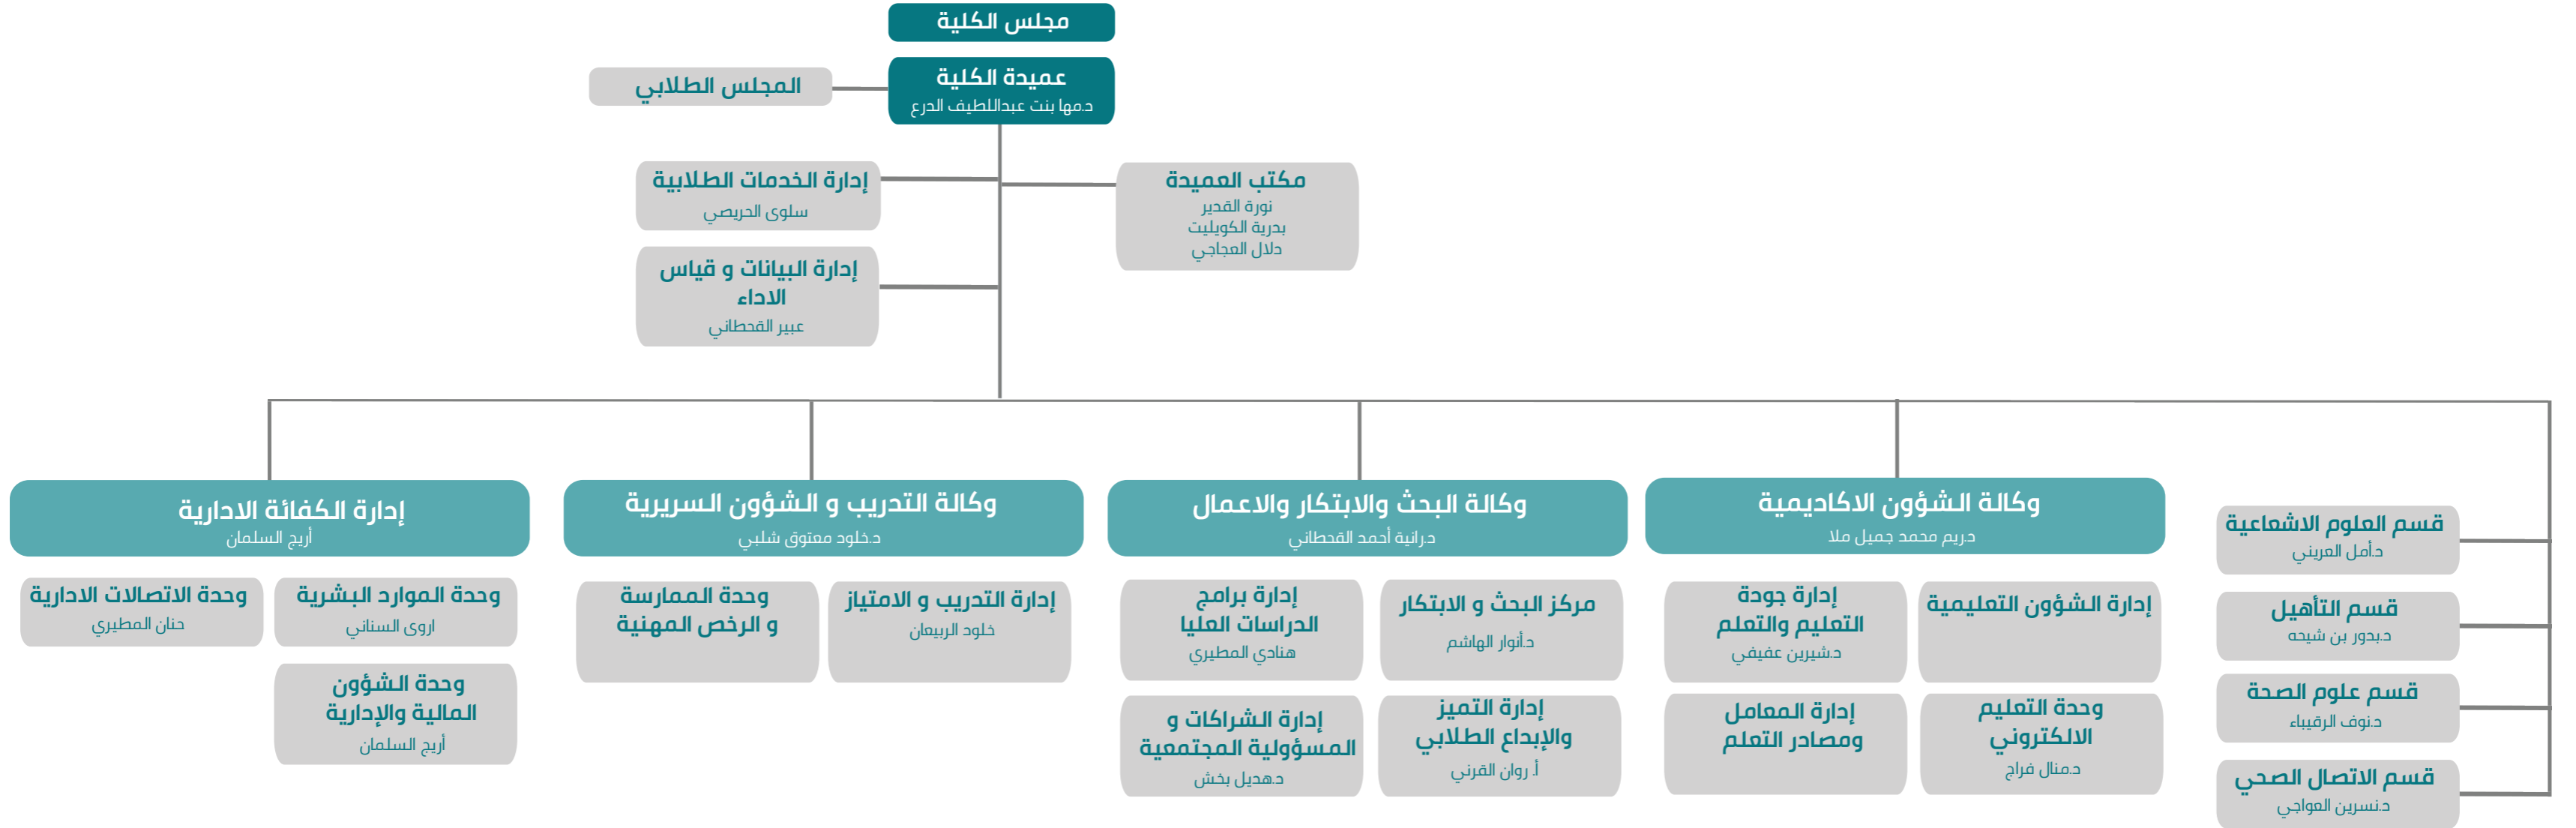 مجلس الكلية
عميدة الكلية
د.مها بنت عبداللطيف الدرع
المجلس الطلابي
مكتب العميدة
نورة القدير
بدرية الكويليت
دلال العجاجي
إدارة الخدمات الطلابية
سلوى الحريصي
إدارة البيانات و قياس
الاداء
عبير القحطاني
قسم العلوم الاشعاعية
د.أمل العريني
قسم التأهيل
د.بدور بن شيحه
قسم علوم الصحة
د.نوف الرقيباء
قسم الاتصال الصحي
د.نسرين العواجي
وكالة الشؤون الاكاديمية
د.ريم محمد جميل ملا
إدارة الشؤون التعليمية
إدارة جودة
التعليم والتعلم
د.شيرين عفيفي
وحدة التعليم
الالكتروني
د.منال فراج
إدارة المعامل
ومصادر التعلم
وكالة البحث والابتكار والاعمال
د.رانية أحمد القحطاني
مركز البحث و الابتكار
د.أنوار الهاشم
إدارة برامج
الدراسات العليا
هنادي المطيري
إدارة التميز
والإبداع الطلابي
أ. روان القرني
إدارة الشراكات و
المسؤولية المجتمعية
د.هديل بخش
وكالة التدريب و الشؤون السريرية
د.خلود معتوق شلبي
إدارة التدريب و الامتياز
خلود الربيعان
وحدة الممارسة
و الرخص المهنية
إدارة الكفائة الادارية
أريج السلمان
وحدة الموارد البشرية
اروى السناني
وحدة الاتصالات الادارية
حنان المطيري
وحدة الشؤون
المالية والإدارية
أريج السلمان